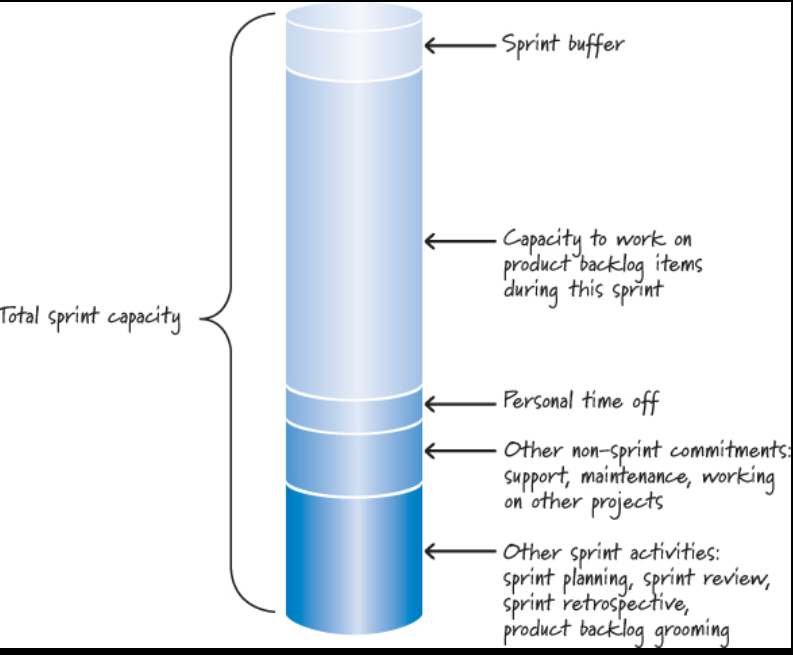 Sprint buffer
Capacity to work on
product backlog items
during this sprint
Total sprint capacity
Personal time off
Other non-sprint commitments:
support, maintenance, working
on other projects
Other sprint activities:
sprint planning, sprint review,
sprint retrospective,
product backlog grooming